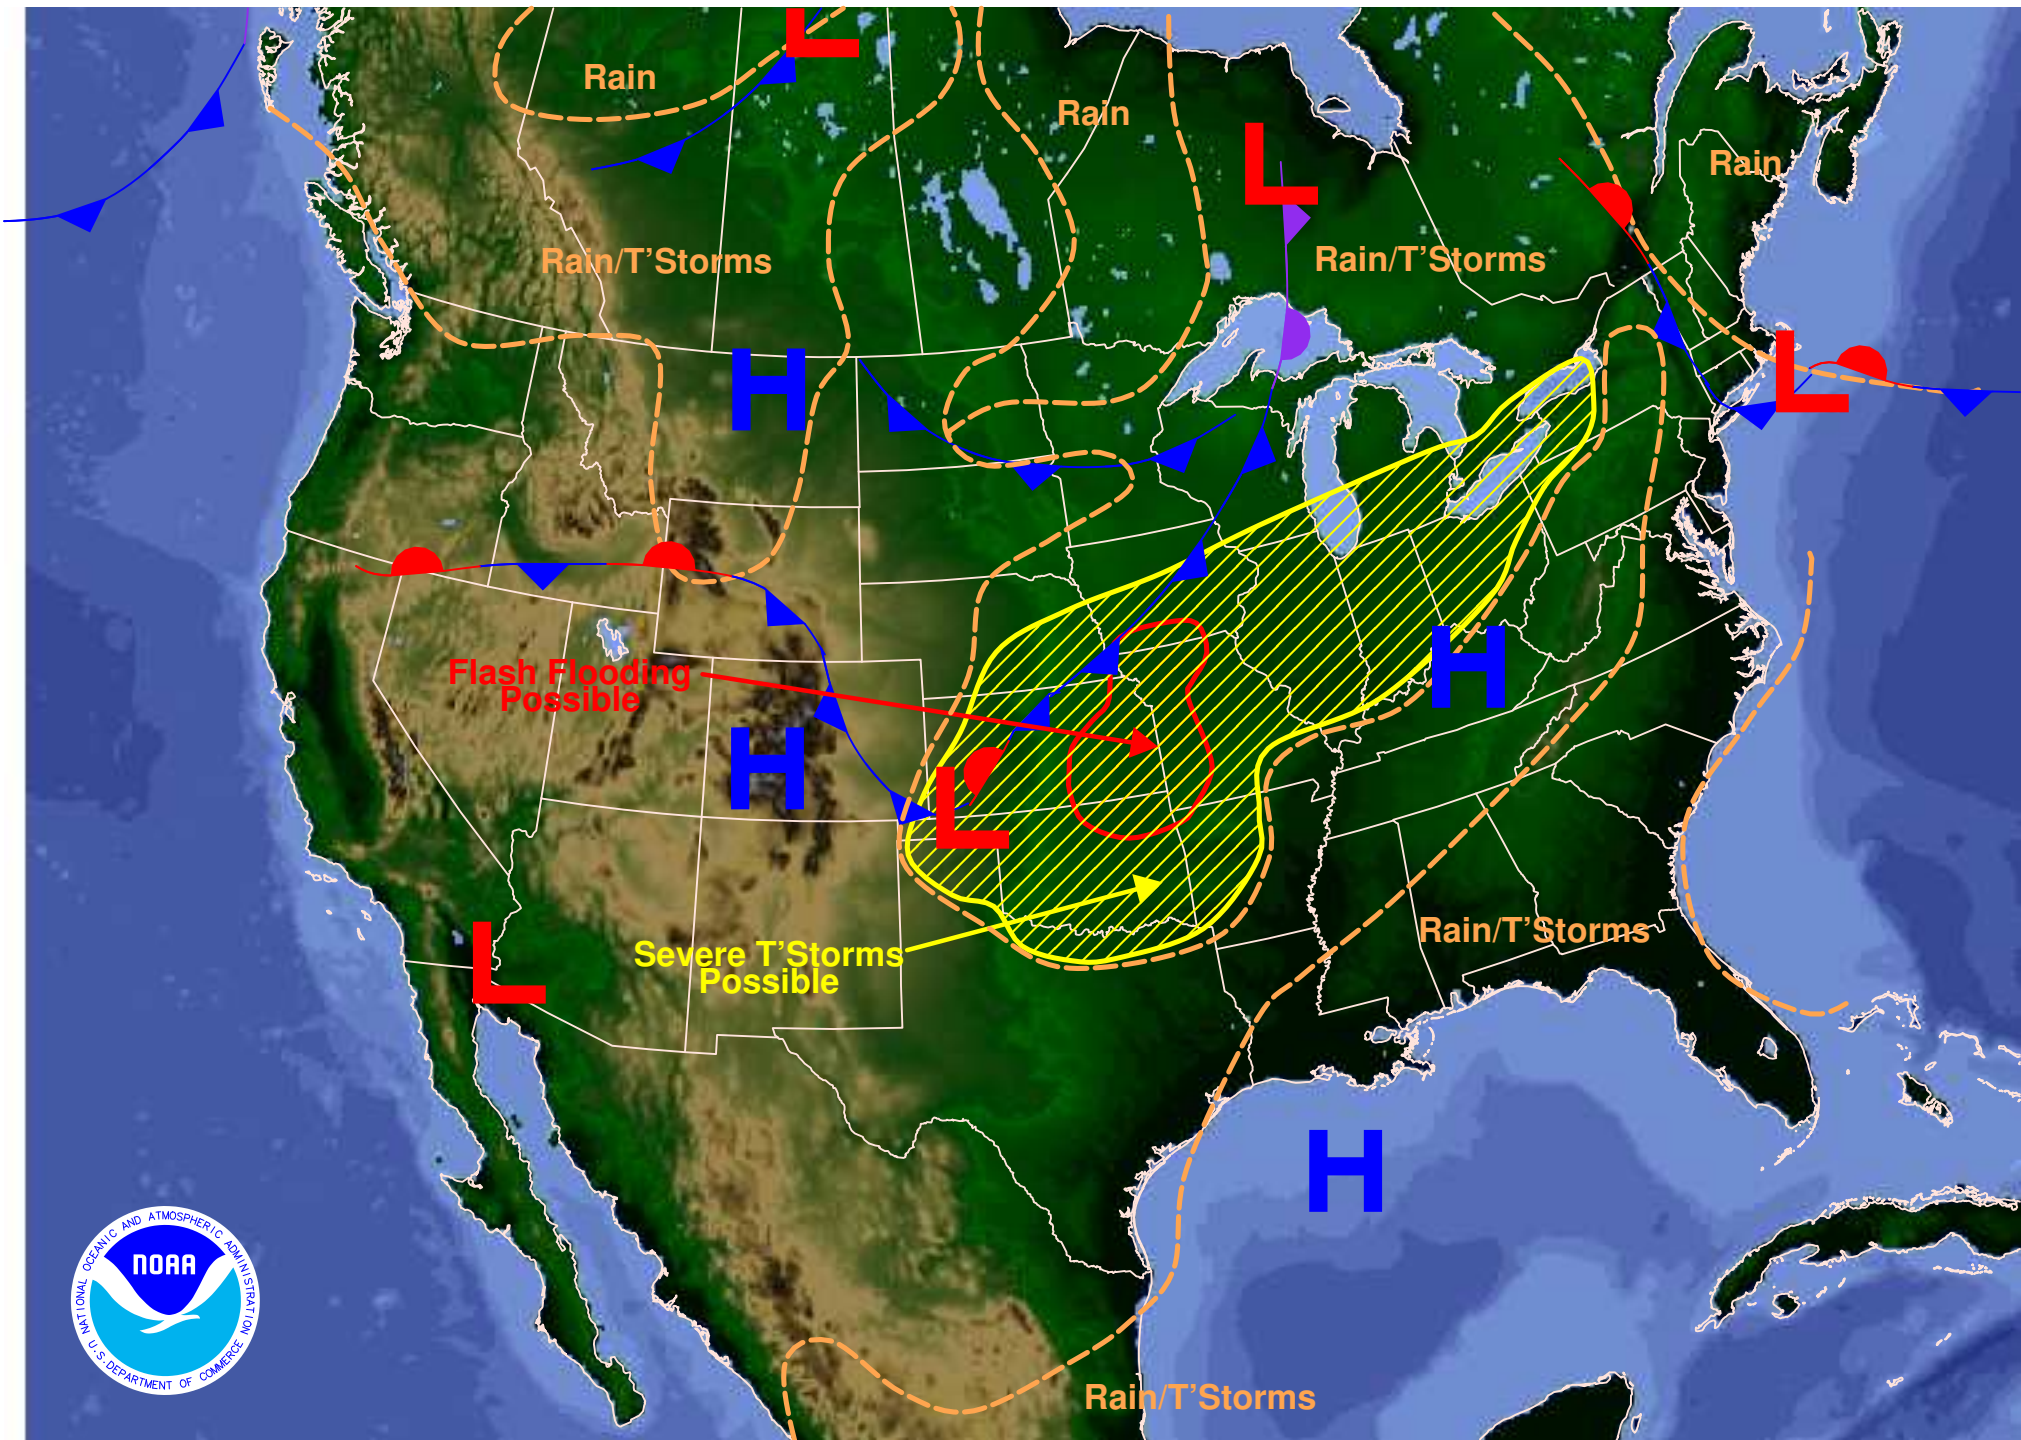 L
Rain
Rain
L
Rain
Rain/T'Storms
Rain/T'Storms
H
L
Flash Flooding
Possible
H
H
L
L
Rain/T'Storms
Severe T'Storms
Possible
H
NATIONAL OCEANIC AND ATMOSPHERIC ADMINISTRATION
NOAA
U.S. DEPARTMENT OF COMMERCE
Rain/T'Storms